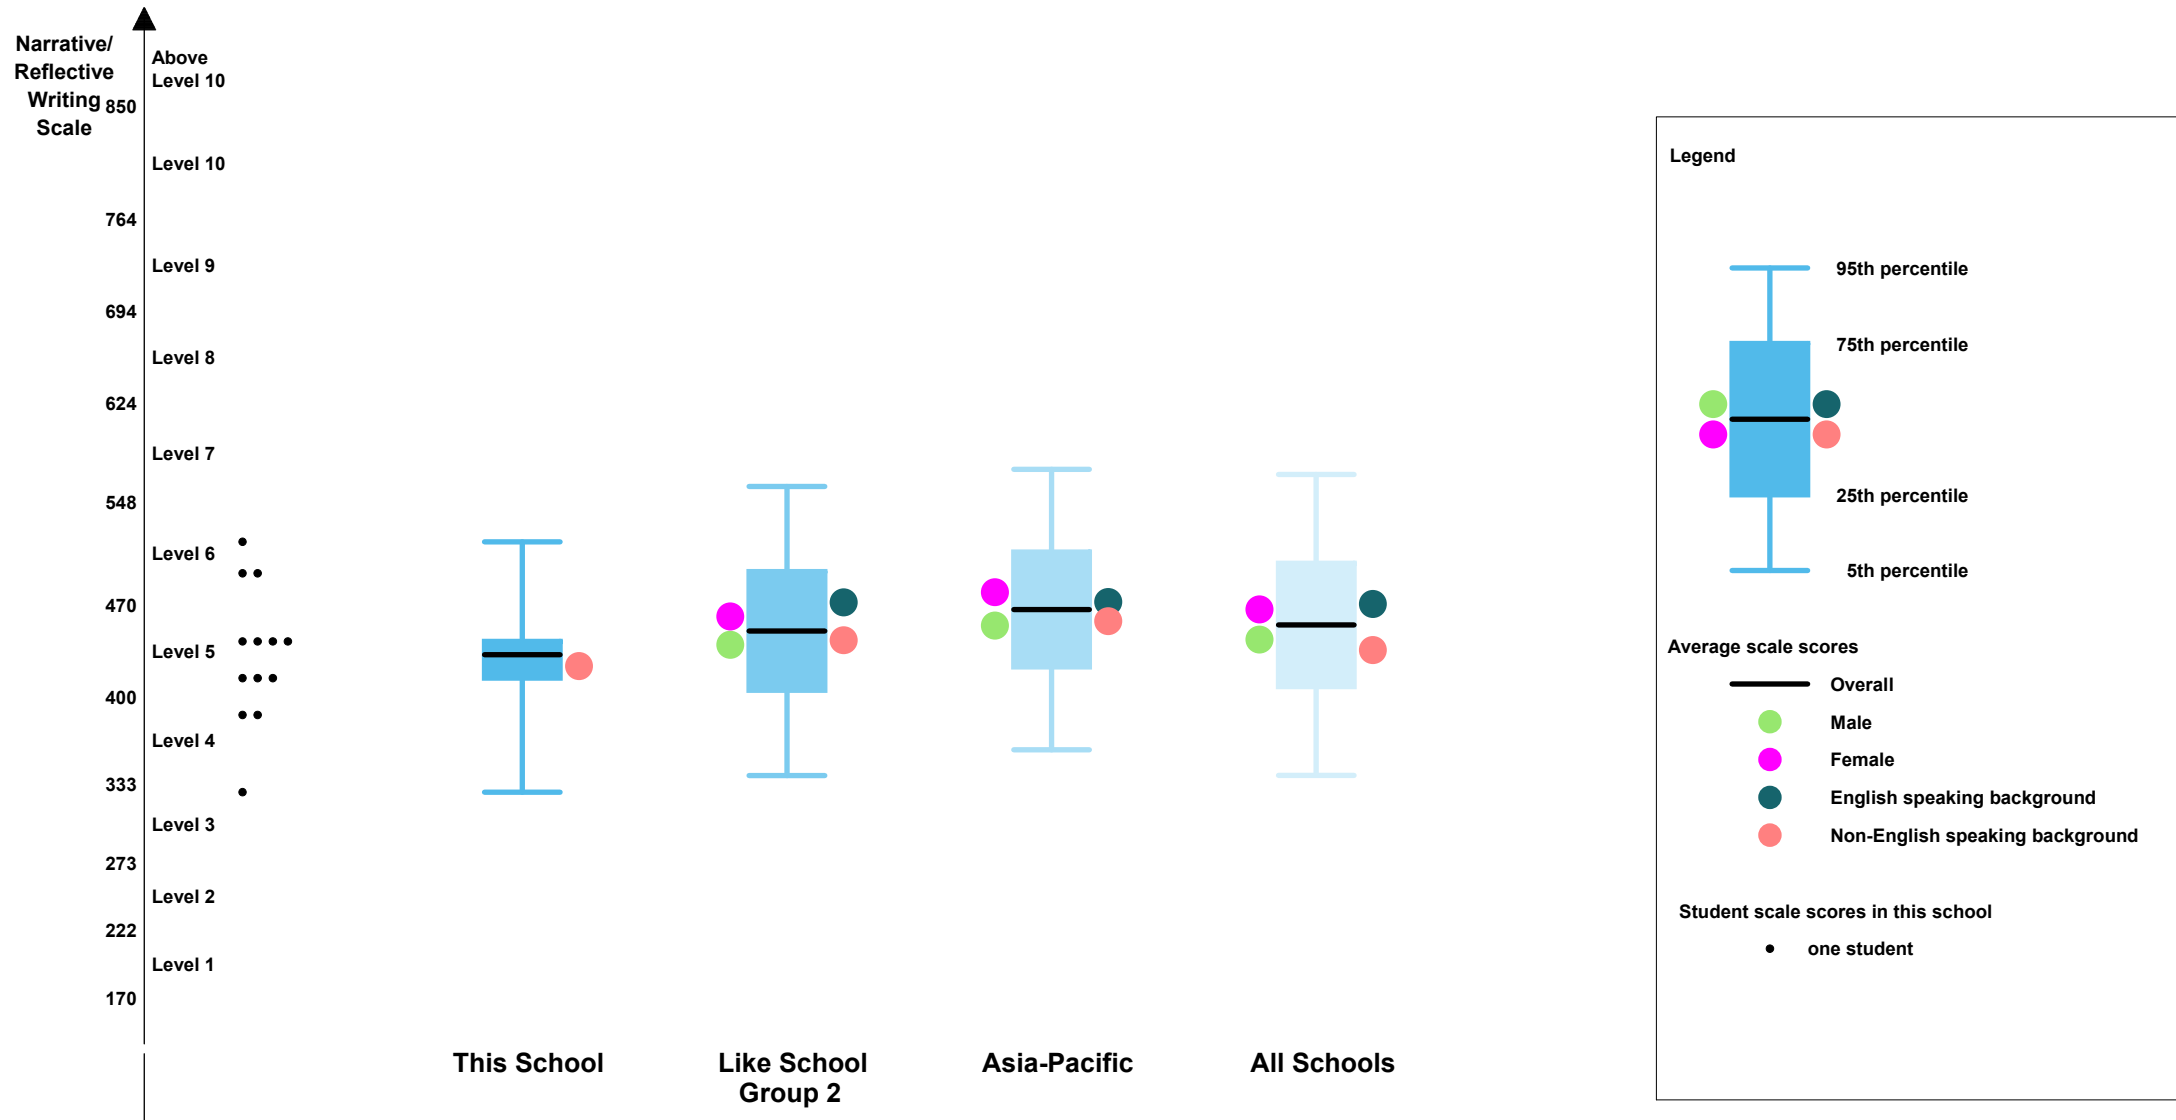 Narrative/
Reflective
Writing
Scale
Above
Level 10
850
Level 10
764
Level 9
694
Level 8
624
Level 7
548
Level 6
470
Level 5
400
Level 4
333
Level 3
273
Level 2
222
Level 1
170
This School
Like School
Group 2
Asia-Pacific
All Schools
Legend
95th percentile
75th percentile
25th percentile
5th percentile
Average scale scores
Overall
Male
Female
English speaking background
Non-English speaking background
Student scale scores in this school
one student